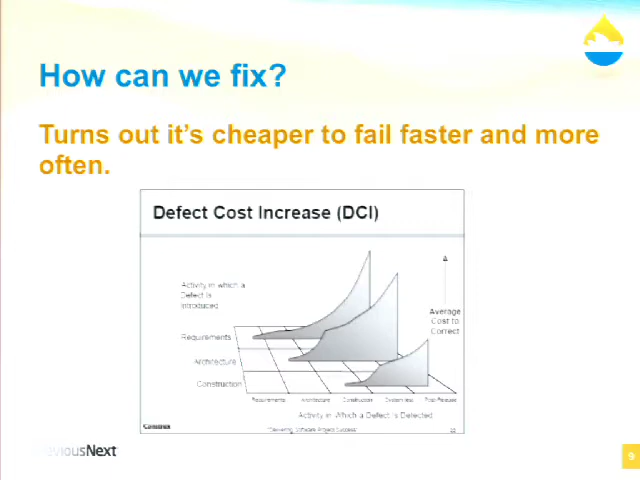 How can we fix?
Turns out it's cheaper to fail faster and more
often.
Defect Cost Increase (DCI)
Activity in which a
Defect is
Introduced
Average
Cost to
Correct
Requirements
Architecture
Construction
Requirements Architecture Construction System test Post-Release
Activity in Which a Defect is Detected
Construx
"Delivering Software Project Success"
eviousNext
9